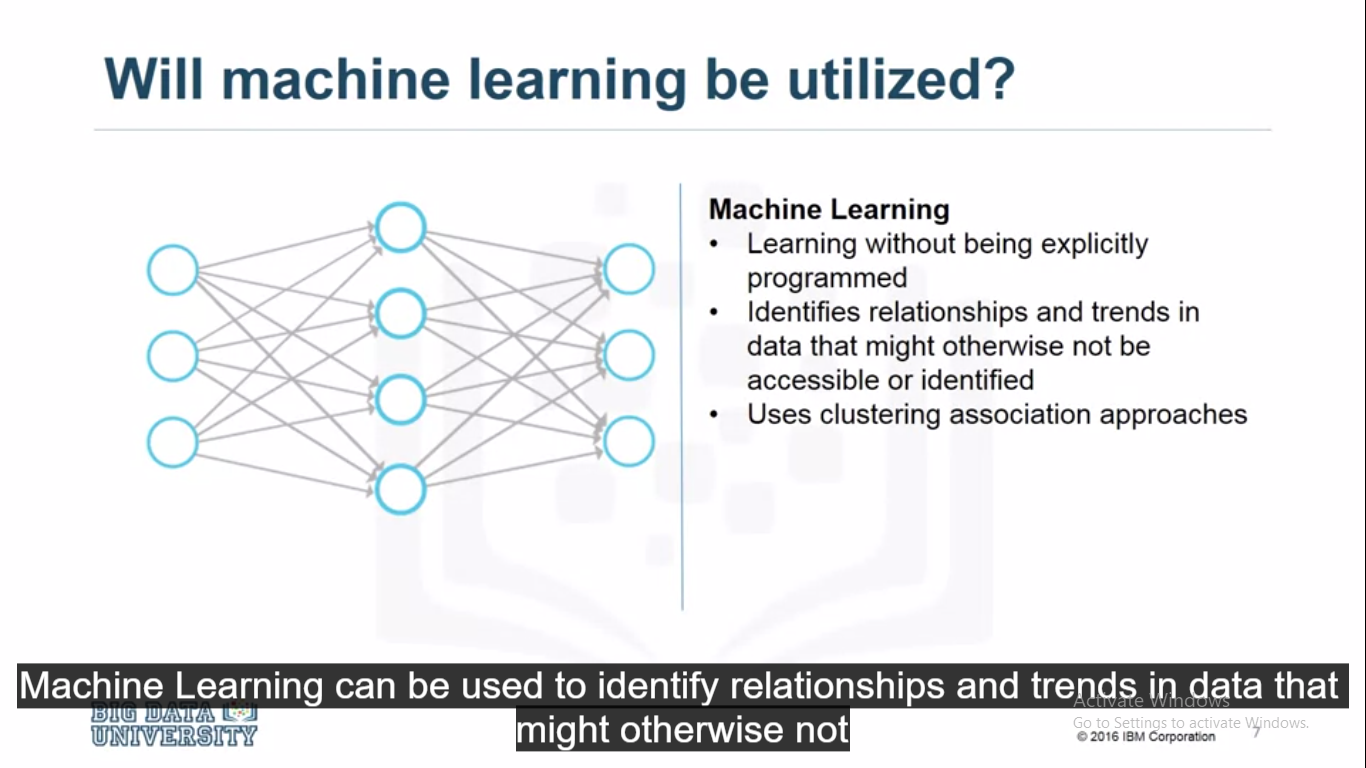 Will machine learning be utilized?
Machine Learning
• Learning without being explicitly
programmed
• Identifies relationships and trends in
data that might otherwise not be
accessible or identified
• Uses clustering association approaches
Machine Learning can be used to identify relationships and trends in data that
might otherwise not
BIG DATA
UNIVERSITY
Activate Windows
Go to Settings to activate Windows.
© 2016 IBM Corporation
7